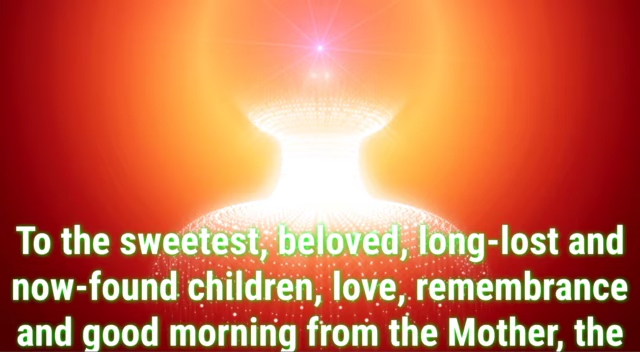 To the sweetest, beloved, long-lost and
now-found children, love, remembrance
and good morning from the Mother, the